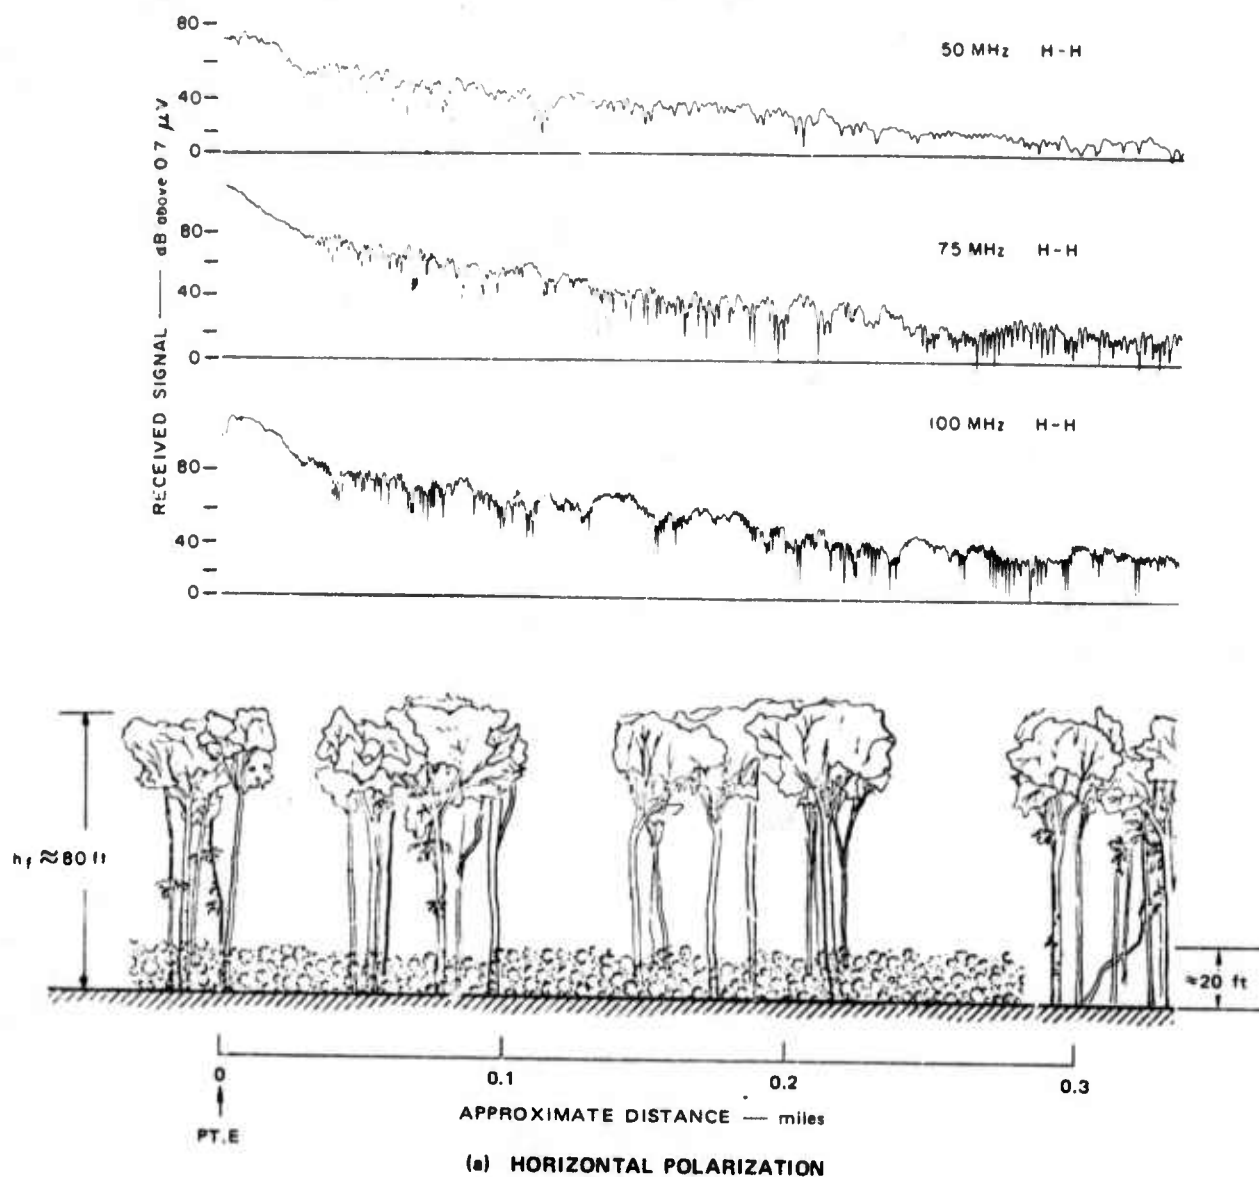 80
50 MHz H-H
40
0
80
75 MHz H-H
40
0
100 MHz H-H
80
40
0
RECEIVED SIGNAL — dB above 0.7 μV
hf ≈ 80 ft
≈20 ft
0 0.1 0.2 0.3
APPROXIMATE DISTANCE — miles
PT.E
(a) HORIZONTAL POLARIZATION